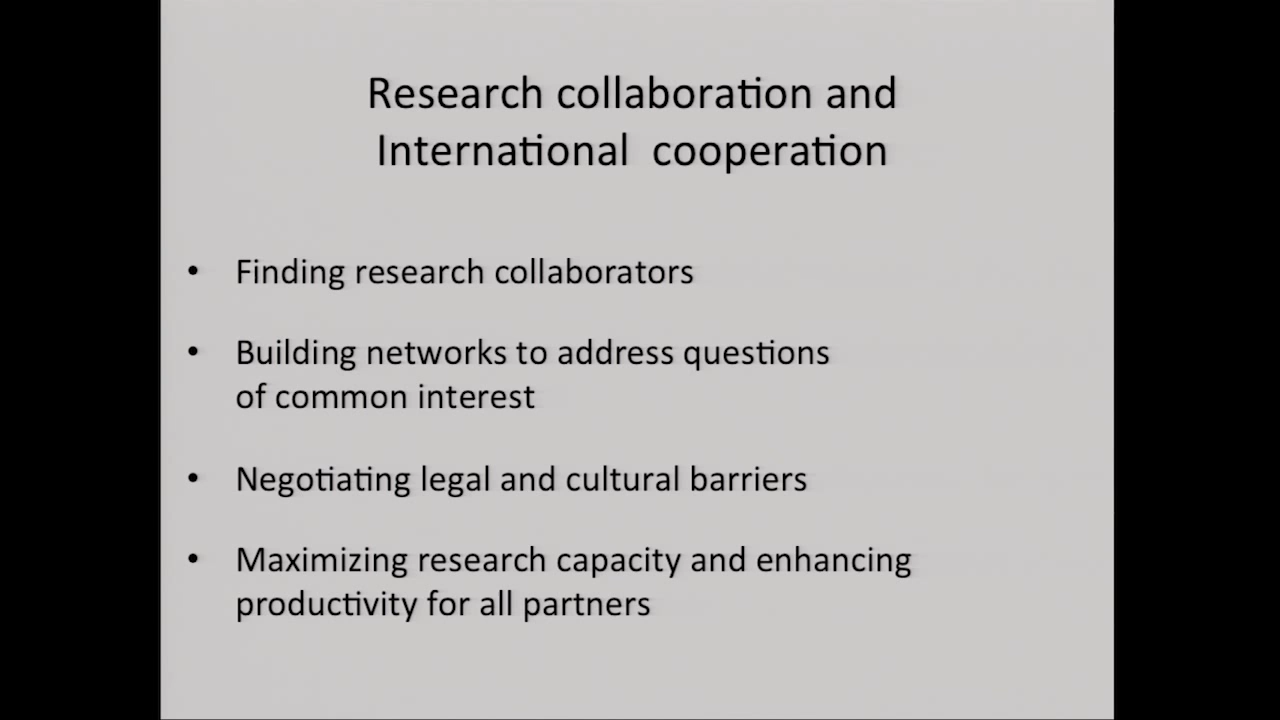 Research collaboration and
International cooperation
• Finding research collaborators
• Building networks to address questions
of common interest
• Negotiating legal and cultural barriers
• Maximizing research capacity and enhancing
productivity for all partners